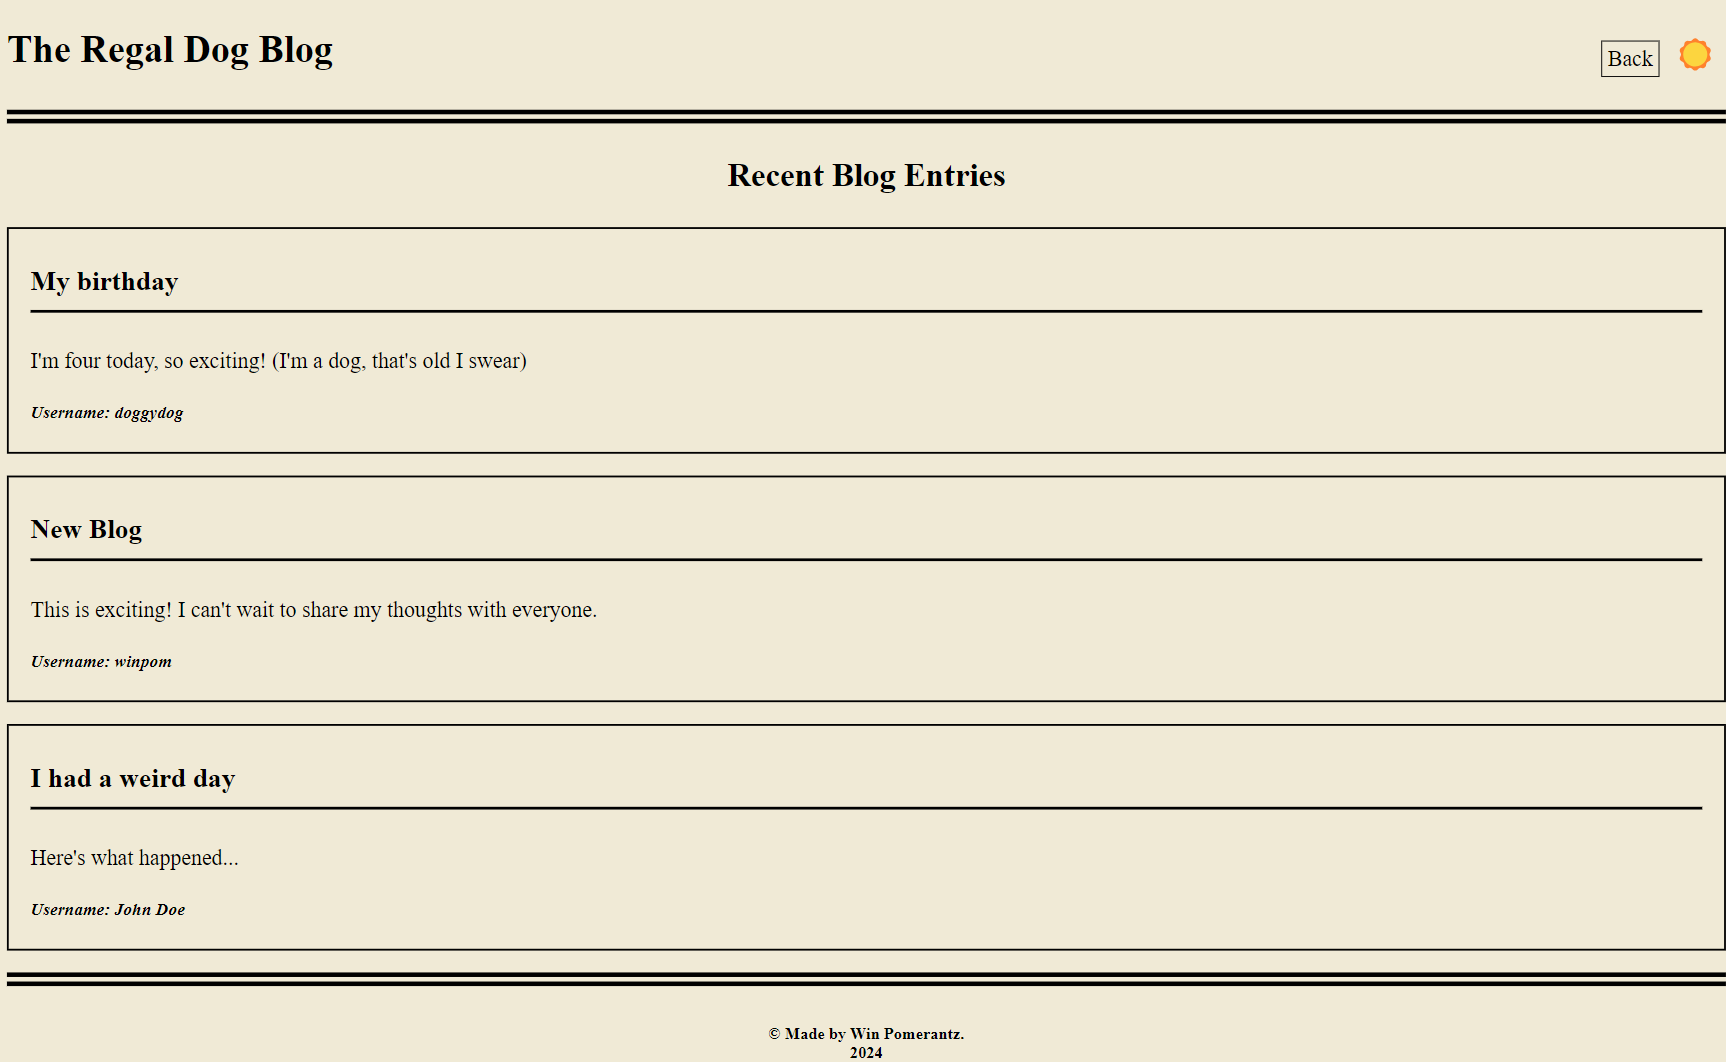 The Regal Dog Blog
Back
Recent Blog Entries
My birthday
I'm four today, so exciting! (I'm a dog, that's old I swear)
Username: doggydog
New Blog
This is exciting! I can't wait to share my thoughts with everyone.
Username: winpom
I had a weird day
Here's what happened...
Username: John Doe
© Made by Win Pomerantz.
2024